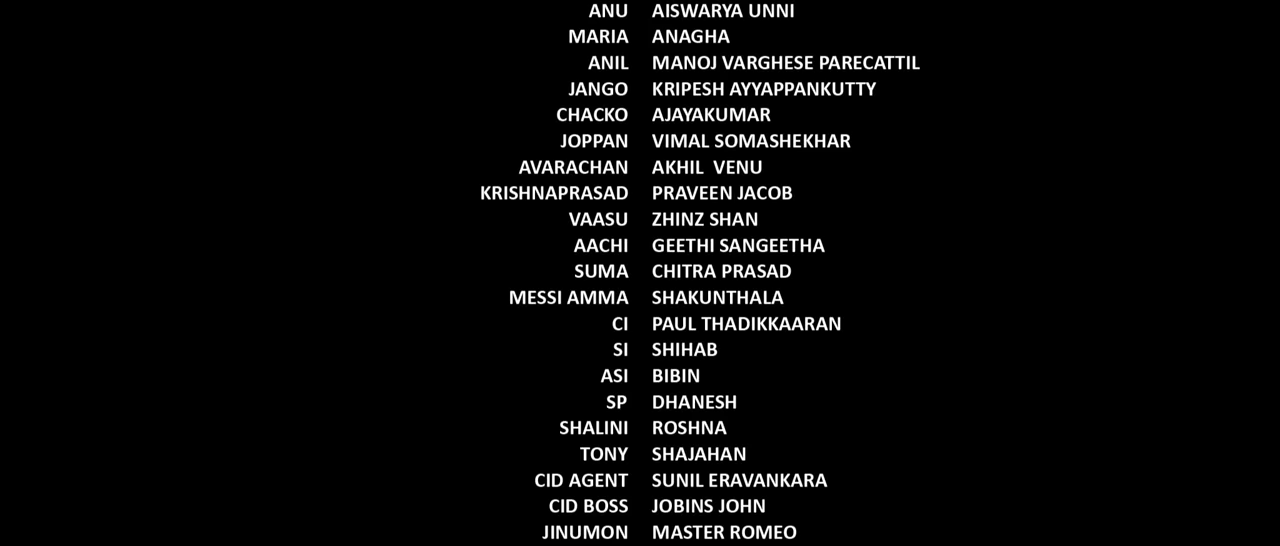 ANU AISWARYA UNNI
MARIA ANAGHA
ANIL MANOJ VARGHESE PARECATTIL
JANGO KRIPESH AYYAPPANKUTTY
CHACKO AJAYAKUMAR
JOPPAN VIMAL SOMASHEKHAR
AVARACHAN AKHIL  VENU
KRISHNAPRASAD PRAVEEN JACOB
VAASU ZHINZ SHAN
AACHI GEETHI SANGEETHA
SUMA CHITRA PRASAD
MESSI AMMA SHAKUNTHALA
CI PAUL THADIKKAARAN
SI SHIHAB
ASI BIBIN
SP DHANESH
SHALINI ROSHNA
TONY SHAJAHAN
CID AGENT SUNIL ERAVANKARA
CID BOSS JOBINS JOHN
JINUMON MASTER ROMEO